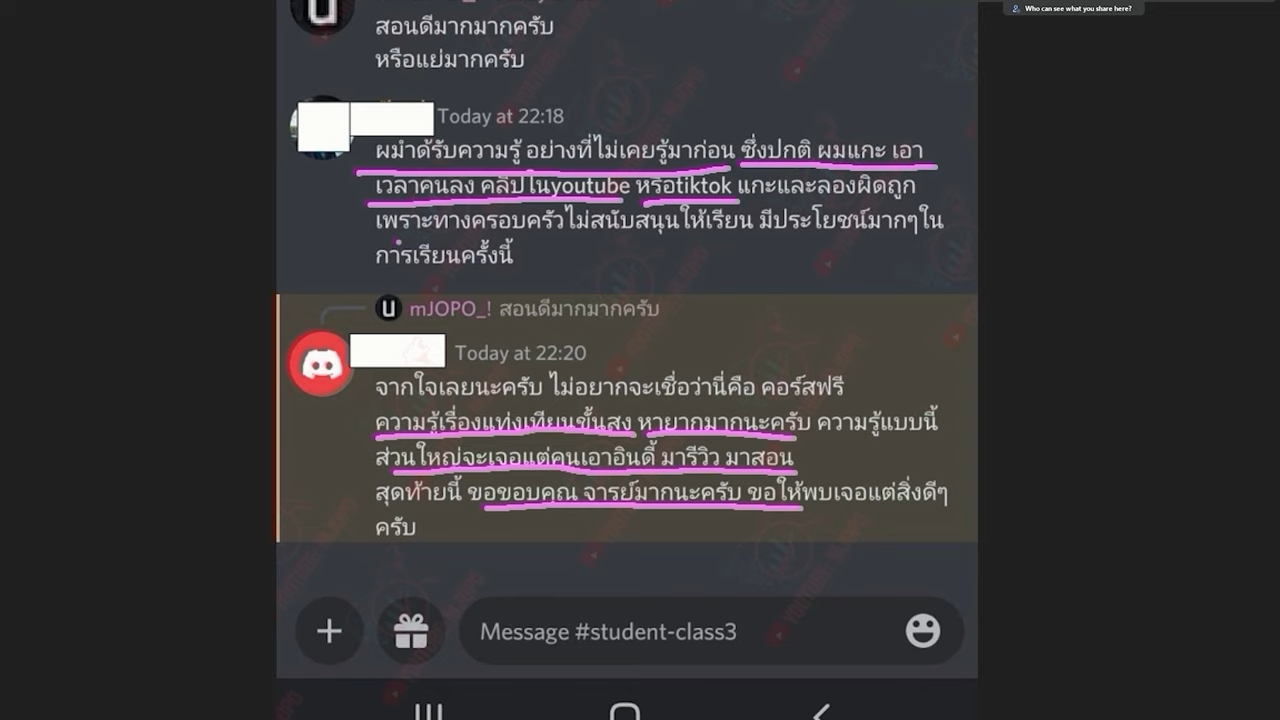 Who can see what you share here?
สอนดีมากมากครับ
หรือแย่มากครับ
Today at 22:18
ผมำด้รับความรู้ อย่างที่ไม่เคยรู้มาก่อน ซึ่งปกติ ผมแกะ เอา
เวลาคนลง คลิปในyoutube หรือtiktok แกะและลองผิดถูก
เพราะทางครอบครัวไม่สนับสนุนให้เรียน มีประโยชน์มากๆใน
การเรียนครั้งนี้
mJOPO_! สอนดีมากมากครับ
Today at 22:20
จากใจเลยนะครับ ไม่อยากจะเชื่อว่านี่คือ คอร์สฟรี
ความรู้เรื่องแท่งเทียนขั้นสูง หายากมากนะครับ ความรู้แบบนี้
ส่วนใหญ่จะเจอแต่คนเอาอินดี้ มารีวิว มาสอน
สุดท้ายนี้ ขอขอบคุณ จารย์มากนะครับ ขอให้พบเจอแต่สิ่งดีๆ
ครับ
Message #student-class3